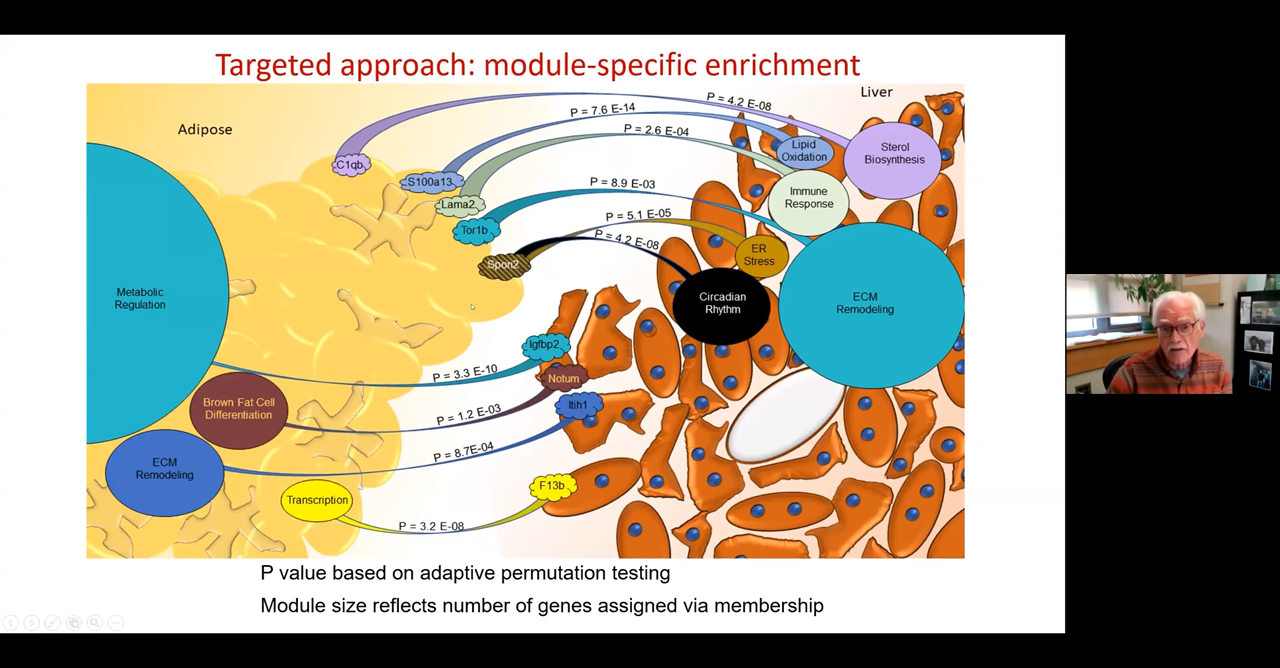 Targeted approach: module-specific enrichment
Adipose
Liver
P = 4.2 E-08
P = 7.6 E-14
P = 2.6 E-04
P = 8.9 E-03
P = 5.1 E-05
P = 4.2E-08
C1qb
S100a13
Lama2
Tor1b
Spon2
Lipid
Oxidation
Sterol
Biosynthesis
Immune
Response
ER
Stress
Circadian
Rhythm
ECM
Remodeling
Metabolic
Regulation
Igfbp2
P = 3.3 E-10
Notum
Brown Fat Cell
Differentiation
P = 1.2 E-03
Itih1
P = 8.7E-04
ECM
Remodeling
Transcription
F13b
P = 3.2 E-08
P value based on adaptive permutation testing
Module size reflects number of genes assigned via membership